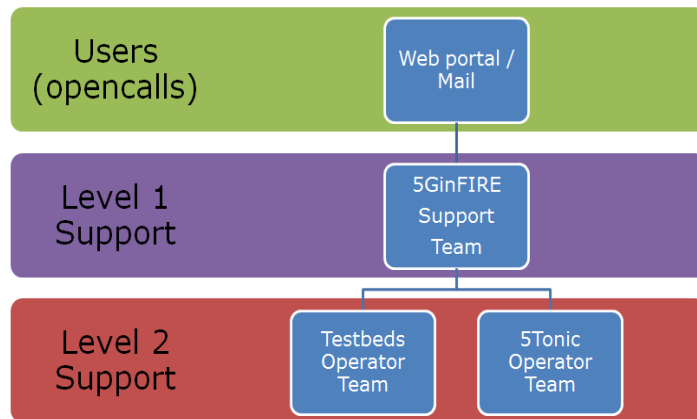 Users
(opencalls)
Web portal /
Mail
Level 1
Support
5GinFIRE
Support
Team
Level 2
Support
Testbeds
Operator
Team
5Tonic
Operator
Team